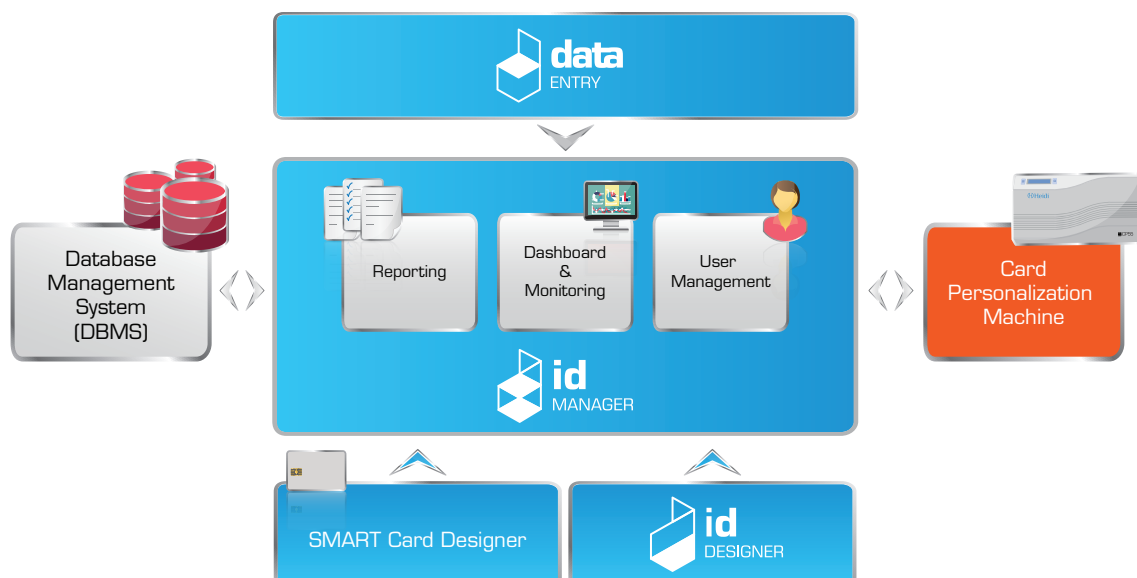 data
ENTRY
Reporting
Dashboard
&
Monitoring
User
Management
Database
Management
System
(DBMS)
Card
Personalization
Machine
id
MANAGER
SMART Card Designer
id
DESIGNER